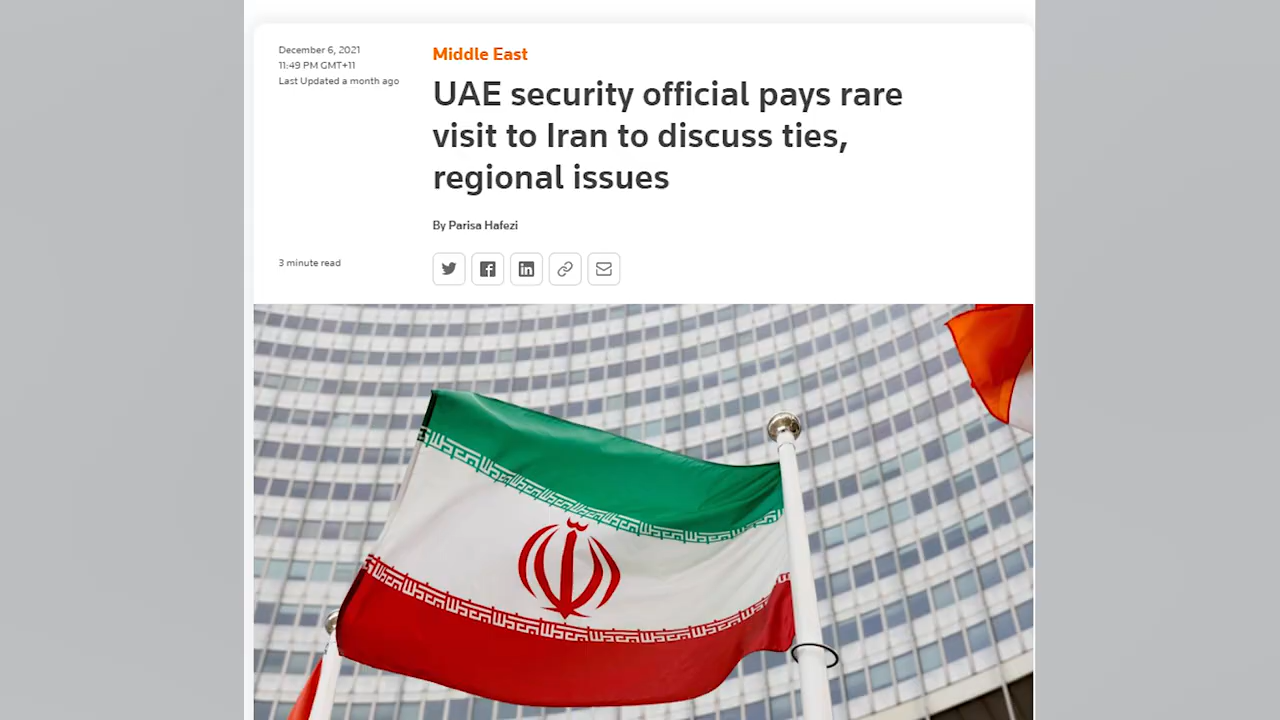 December 6, 2021
11:49 PM GMT+11
Last Updated a month ago
Middle East
UAE security official pays rare
visit to Iran to discuss ties,
regional issues
By Parisa Hafezi
3 minute read